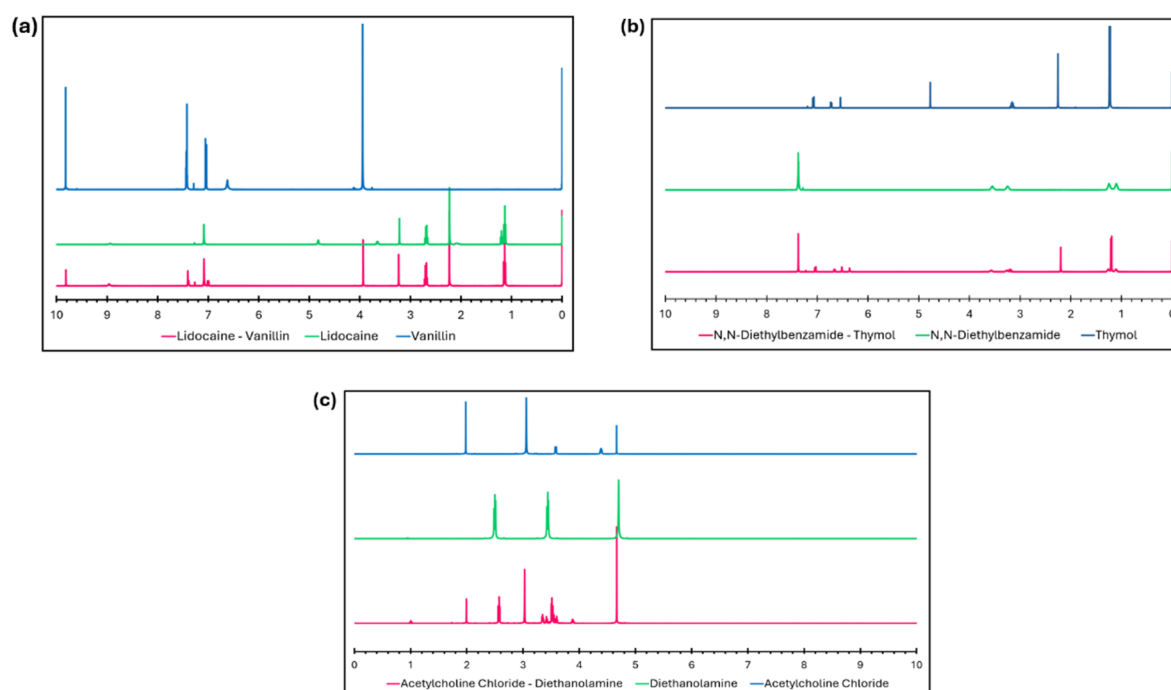 (a)
10 9 8 7 6 5 4 3 2 1 0
Lidocaine - Vanillin Lidocaine Vanillin
(b)
10 9 8 7 6 5 4 3 2 1 0
N,N-Diethylbenzamide - Thymol N,N-Diethylbenzamide Thymol
(c)
0 1 2 3 4 5 6 7 8 9 10
Acetylcholine Chloride - Diethanolamine Diethanolamine Acetylcholine Chloride